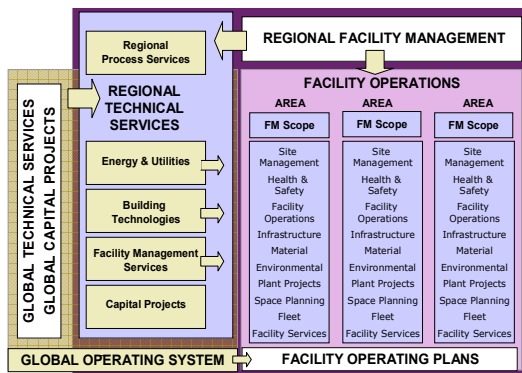 REGIONAL FACILITY MANAGEMENT
Regional
Process Services
GLOBAL TECHNICAL SERVICES
GLOBAL CAPITAL PROJECTS
REGIONAL
TECHNICAL
SERVICES
Energy & Utilities
Building
Technologies
Facility Management
Services
Capital Projects
FACILITY OPERATIONS
AREA
FM Scope
Site
Management
Health &
Safety
Facility
Operations
Infrastructure
Material
Environmental
Plant Projects
Space Planning
Fleet
Facility Services
AREA
FM Scope
Site
Management
Health &
Safety
Facility
Operations
Infrastructure
Material
Environmental
Plant Projects
Space Planning
Fleet
Facility Services
AREA
FM Scope
Site
Management
Health &
Safety
Facility
Operations
Infrastructure
Material
Environmental
Plant Projects
Space Planning
Fleet
Facility Services
GLOBAL OPERATING SYSTEM
FACILITY OPERATING PLANS